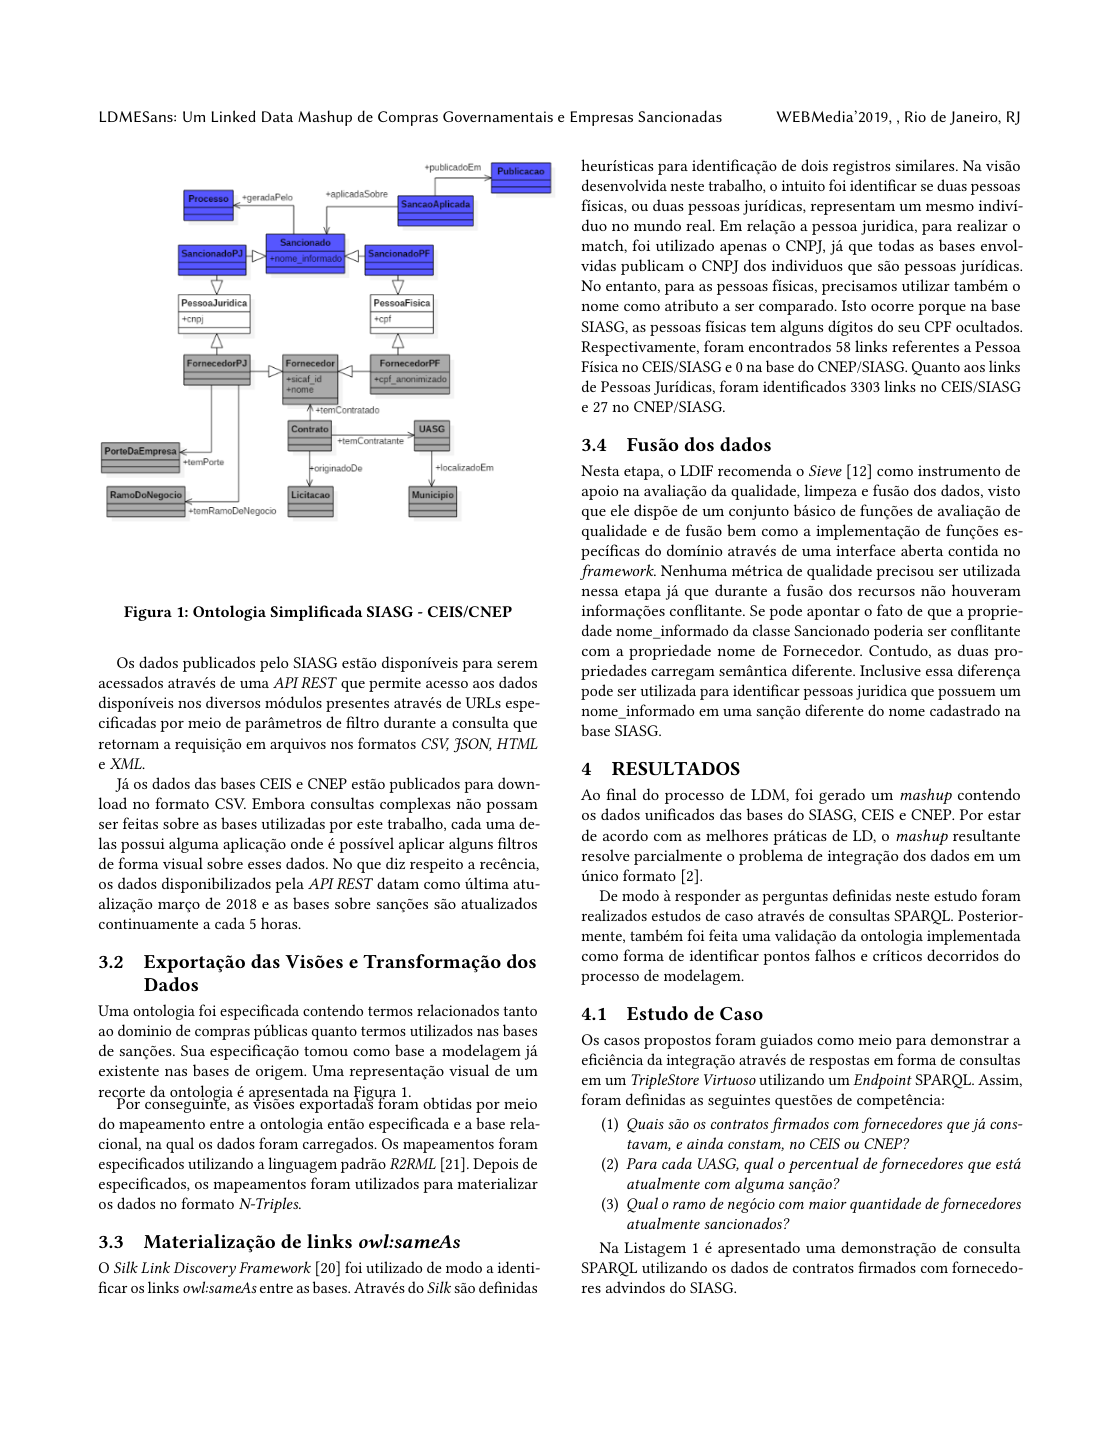 LDMESans: Um Linked Data Mashup de Compras Governamentais e Empresas Sancionadas
WEBMedia'2019, , Rio de Janeiro, RJ
+publicadoEm
Publicacao
Processo
+geradaPelo
+aplicadaSobre
SancaoAplicada
Sancionado
+nome_informado
SancionadoPJ
SancionadoPF
PessoaJuridica
+cnpj
PessoaFisica
+cpf
FornecedorPJ
Fornecedor
+sicaf_id
+nome
FornecedorPF
+cpf_anonimizado
+temContratado
Contrato
+temContratante
UASG
PorteDaEmpresa
+temPorte
+originadoDe
+localizadoEm
RamoDoNegocio
+temRamoDeNegocio
Licitacao
Municipio
Figura 1: Ontologia Simplificada SIASG - CEIS/CNEP
Os dados publicados pelo SIASG estão disponíveis para serem
acessados através de uma API REST que permite acesso aos dados
disponíveis nos diversos módulos presentes através de URLs espe-
cificadas por meio de parâmetros de filtro durante a consulta que
retornam a requisição em arquivos nos formatos CSV, JSON, HTML
e XML.
Já os dados das bases CEIS e CNEP estão publicados para down-
load no formato CSV. Embora consultas complexas não possam
ser feitas sobre as bases utilizadas por este trabalho, cada uma de-
las possui alguma aplicação onde é possível aplicar alguns filtros
de forma visual sobre esses dados. No que diz respeito a recência,
os dados disponibilizados pela API REST datam como última atu-
alização março de 2018 e as bases sobre sanções são atualizados
continuamente a cada 5 horas.
3.2 Exportação das Visões e Transformação dos
Dados
Uma ontologia foi especificada contendo termos relacionados tanto
ao dominio de compras públicas quanto termos utilizados nas bases
de sanções. Sua especificação tomou como base a modelagem já
existente nas bases de origem. Uma representação visual de um
recorte da ontologia é apresentada na Figura 1.
Por conseguinte, as visões exportadas foram obtidas por meio
do mapeamento entre a ontologia então especificada e a base rela-
cional, na qual os dados foram carregados. Os mapeamentos foram
especificados utilizando a linguagem padrão R2RML [21]. Depois de
especificados, os mapeamentos foram utilizados para materializar
os dados no formato N-Triples.
3.3 Materialização de links owl:sameAs
O Silk Link Discovery Framework [20] foi utilizado de modo a identi-
ficar os links owl:sameAs entre as bases. Através do Silk são definidas
heurísticas para identificação de dois registros similares. Na visão
desenvolvida neste trabalho, o intuito foi identificar se duas pessoas
físicas, ou duas pessoas jurídicas, representam um mesmo indiví-
duo no mundo real. Em relação a pessoa juridica, para realizar o
match, foi utilizado apenas o CNPJ, já que todas as bases envol-
vidas publicam o CNPJ dos individuos que são pessoas jurídicas.
No entanto, para as pessoas físicas, precisamos utilizar também o
nome como atributo a ser comparado. Isto ocorre porque na base
SIASG, as pessoas físicas tem alguns dígitos do seu CPF ocultados.
Respectivamente, foram encontrados 58 links referentes a Pessoa
Física no CEIS/SIASG e 0 na base do CNEP/SIASG. Quanto aos links
de Pessoas Jurídicas, foram identificados 3303 links no CEIS/SIASG
e 27 no CNEP/SIASG.
3.4 Fusão dos dados
Nesta etapa, o LDIF recomenda o Sieve [12] como instrumento de
apoio na avaliação da qualidade, limpeza e fusão dos dados, visto
que ele dispõe de um conjunto básico de funções de avaliação de
qualidade e de fusão bem como a implementação de funções es-
pecíficas do domínio através de uma interface aberta contida no
framework. Nenhuma métrica de qualidade precisou ser utilizada
nessa etapa já que durante a fusão dos recursos não houveram
informações conflitante. Se pode apontar o fato de que a proprie-
dade nome_informado da classe Sancionado poderia ser conflitante
com a propriedade nome de Fornecedor. Contudo, as duas pro-
priedades carregam semântica diferente. Inclusive essa diferença
pode ser utilizada para identificar pessoas juridica que possuem um
nome_informado em uma sanção diferente do nome cadastrado na
base SIASG.
4 RESULTADOS
Ao final do processo de LDM, foi gerado um mashup contendo
os dados unificados das bases do SIASG, CEIS e CNEP. Por estar
de acordo com as melhores práticas de LD, o mashup resultante
resolve parcialmente o problema de integração dos dados em um
único formato [2].
De modo à responder as perguntas definidas neste estudo foram
realizados estudos de caso através de consultas SPARQL. Posterior-
mente, também foi feita uma validação da ontologia implementada
como forma de identificar pontos falhos e críticos decorridos do
processo de modelagem.
4.1 Estudo de Caso
Os casos propostos foram guiados como meio para demonstrar a
eficiência da integração através de respostas em forma de consultas
em um TripleStore Virtuoso utilizando um Endpoint SPARQL. Assim,
foram definidas as seguintes questões de competência:
(1) Quais são os contratos firmados com fornecedores que já cons-
tavam, e ainda constam, no CEIS ou CNEP?
(2) Para cada UASG, qual o percentual de fornecedores que está
atualmente com alguma sanção?
(3) Qual o ramo de negócio com maior quantidade de fornecedores
atualmente sancionados?
Na Listagem 1 é apresentado uma demonstração de consulta
SPARQL utilizando os dados de contratos firmados com fornecedo-
res advindos do SIASG.